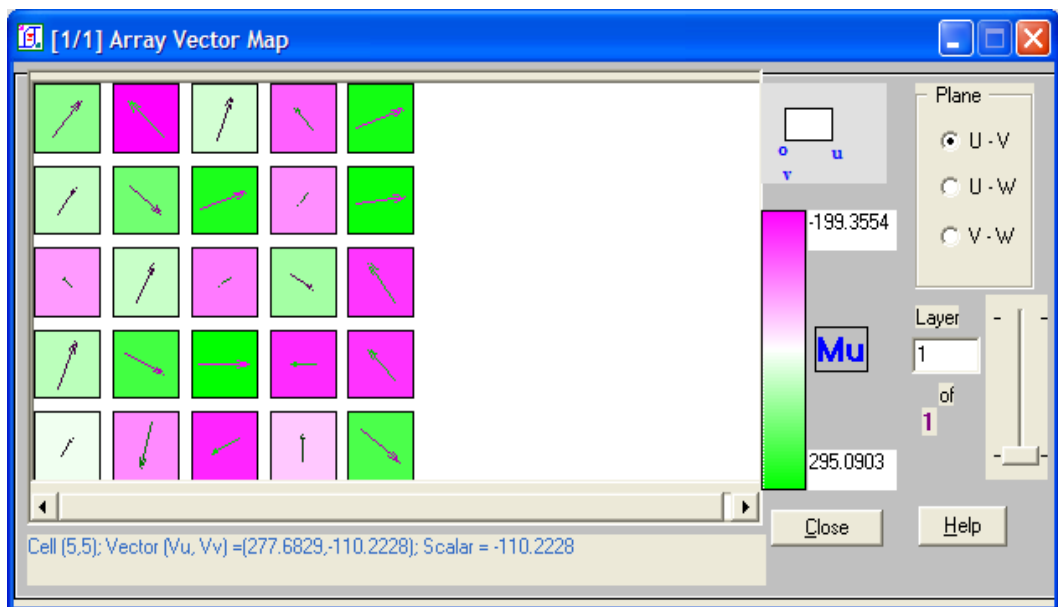 [1/1] Array Vector Map
o
u
v
-199.3554
Mu
295.0903
Plane
U - V
U - W
V - W
Layer
1
of
1
Close
Help
Cell (5,5); Vector (Vu, Vv) =(277.6829,-110.2228); Scalar = -110.2228